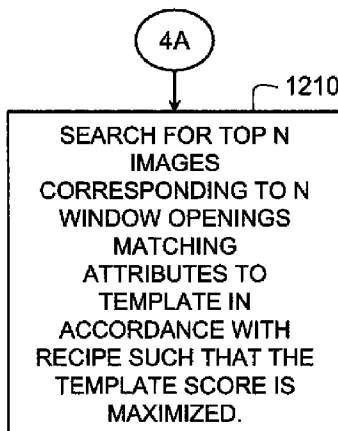 4A
1210
SEARCH FOR TOP N
IMAGES
CORRESPONDING TO N
WINDOW OPENINGS
MATCHING
ATTRIBUTES TO
TEMPLATE IN
ACCORDANCE WITH
RECIPE SUCH THAT THE
TEMPLATE SCORE IS
MAXIMIZED.